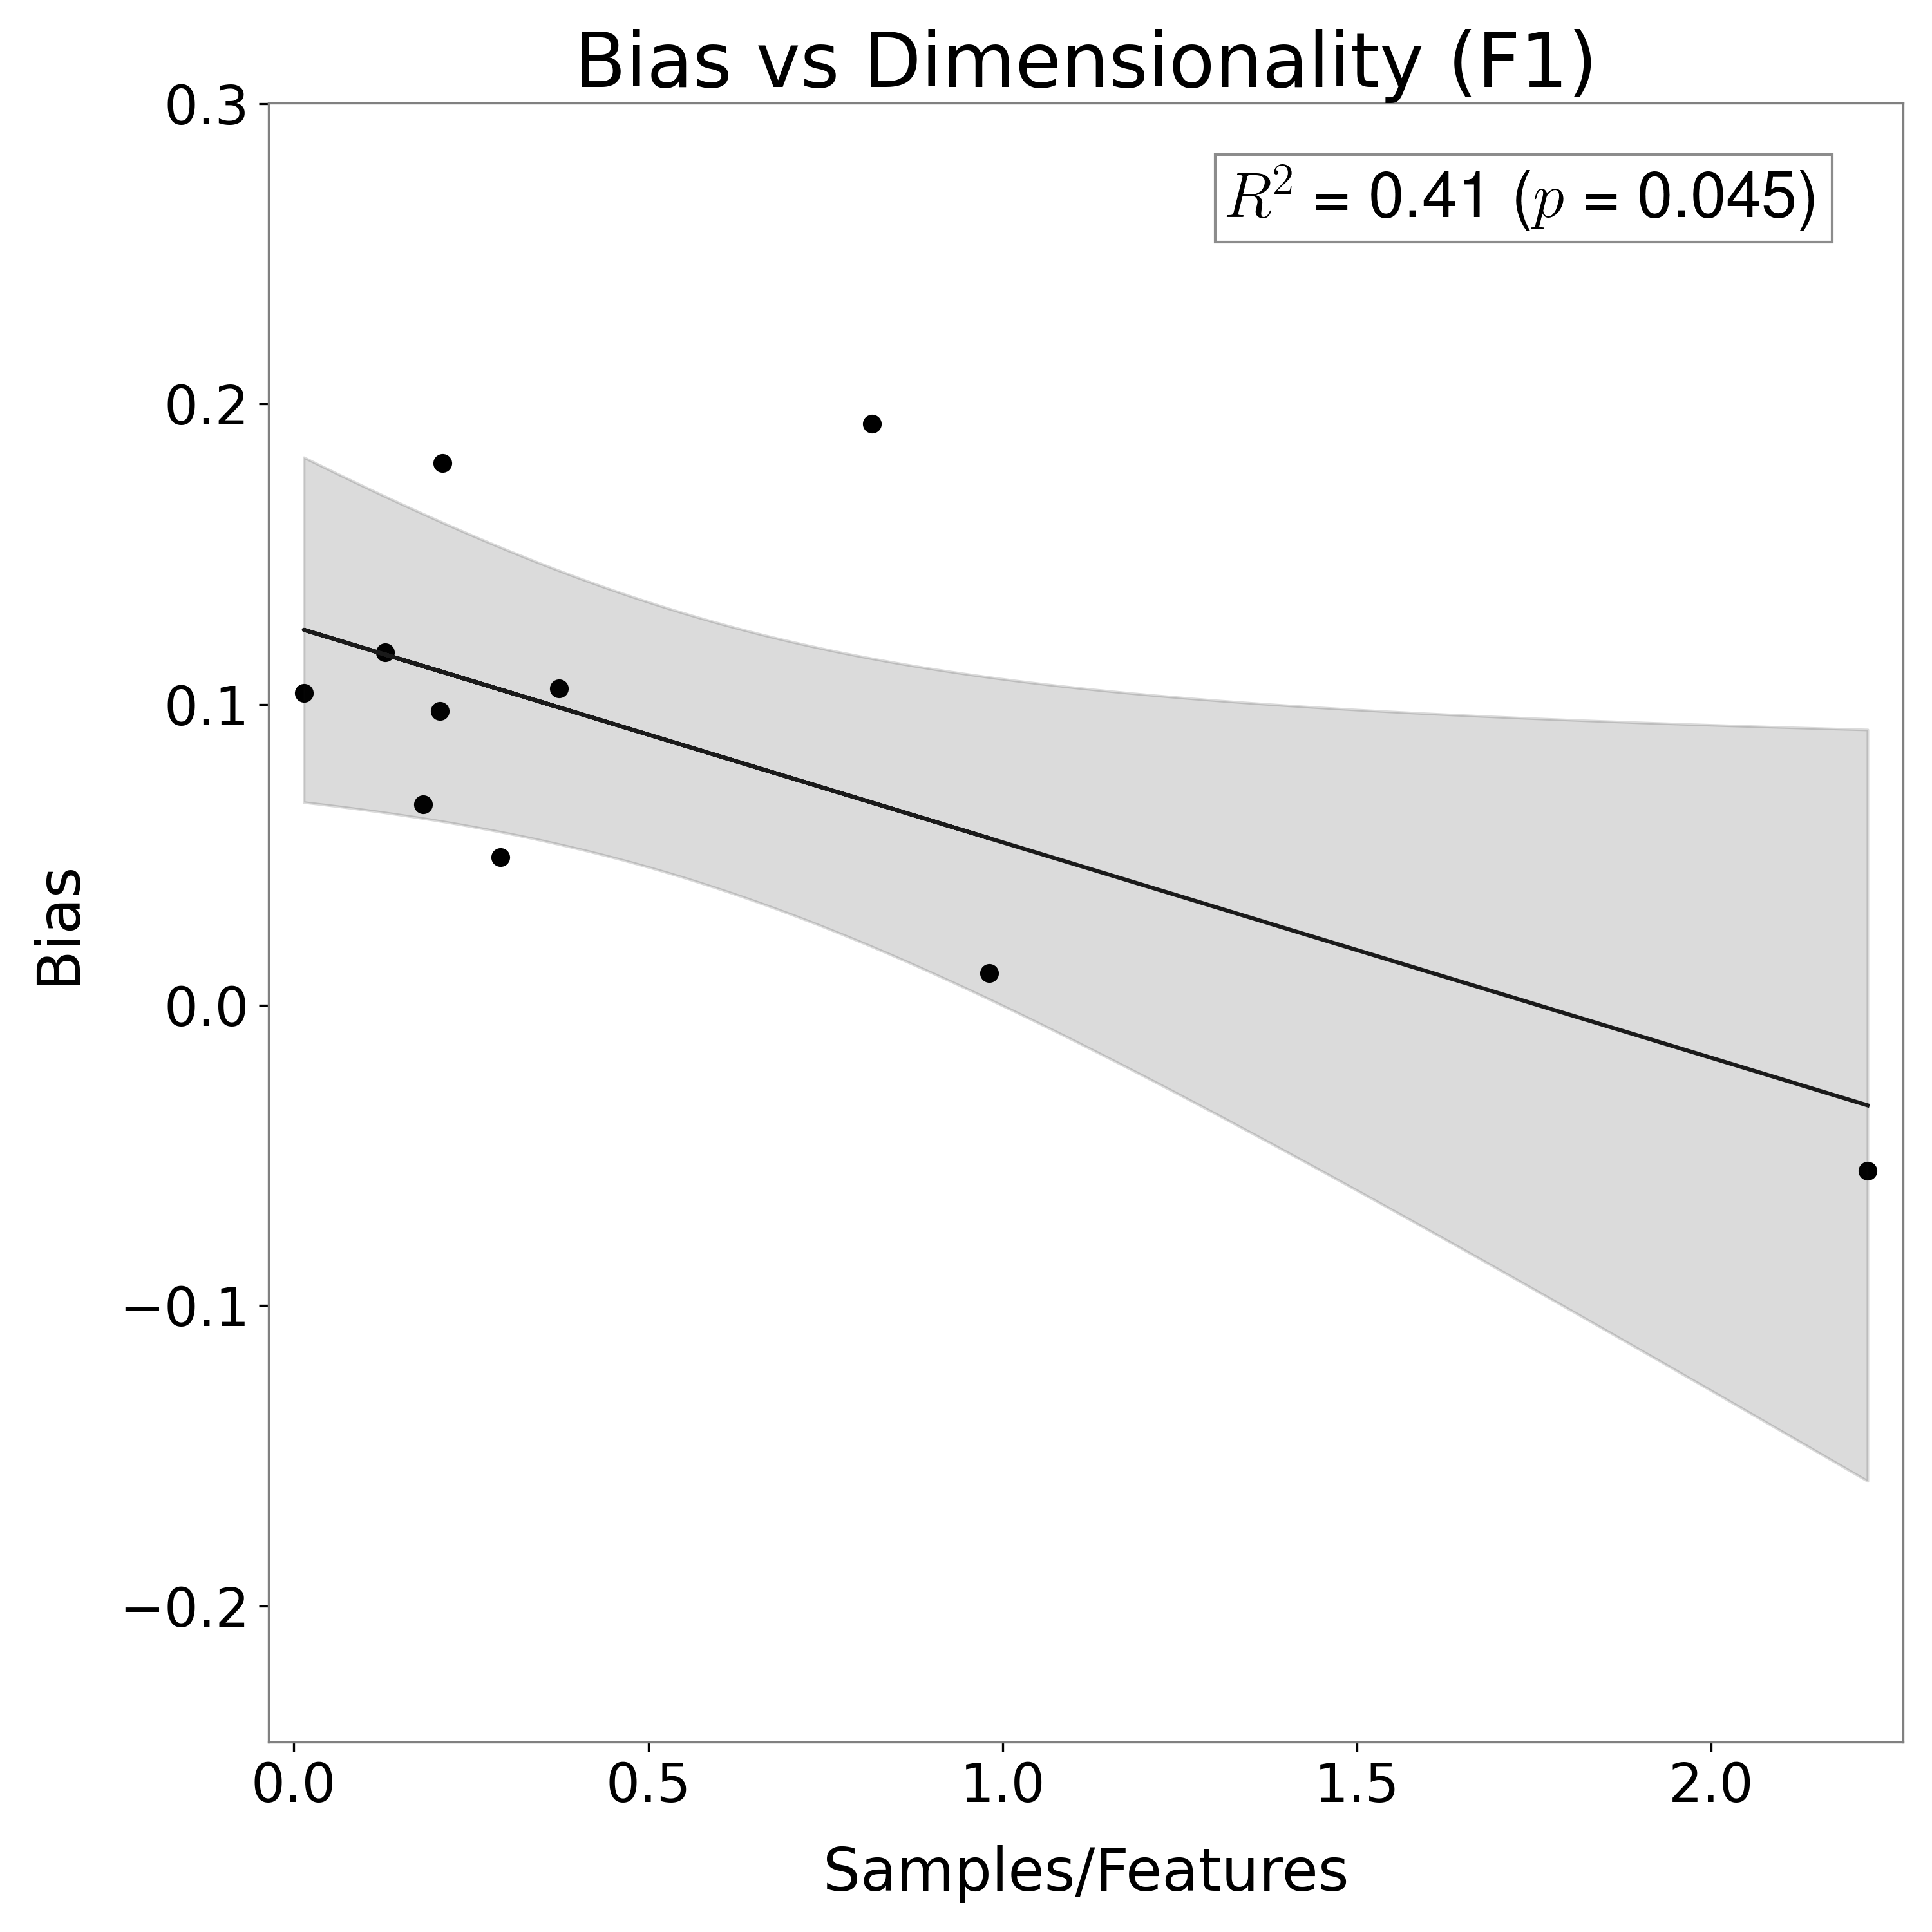 Bias vs Dimensionality (F1)
R² = 0.41 (p = 0.045)
0.3
0.2
0.1
0.0
−0.1
−0.2
Bias
0.0 0.5 1.0 1.5 2.0
Samples/Features